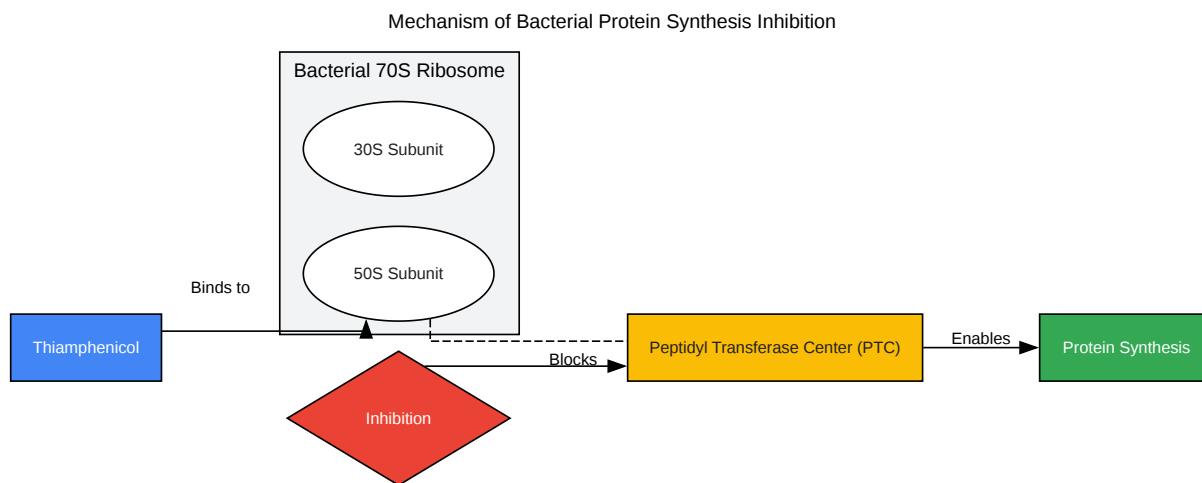 Mechanism of Bacterial Protein Synthesis Inhibition
Bacterial 70S Ribosome
30S Subunit
50S Subunit
Binds to
Thiamphenicol
Peptidyl Transferase Center (PTC)
Enables
Protein Synthesis
Blocks
Inhibition